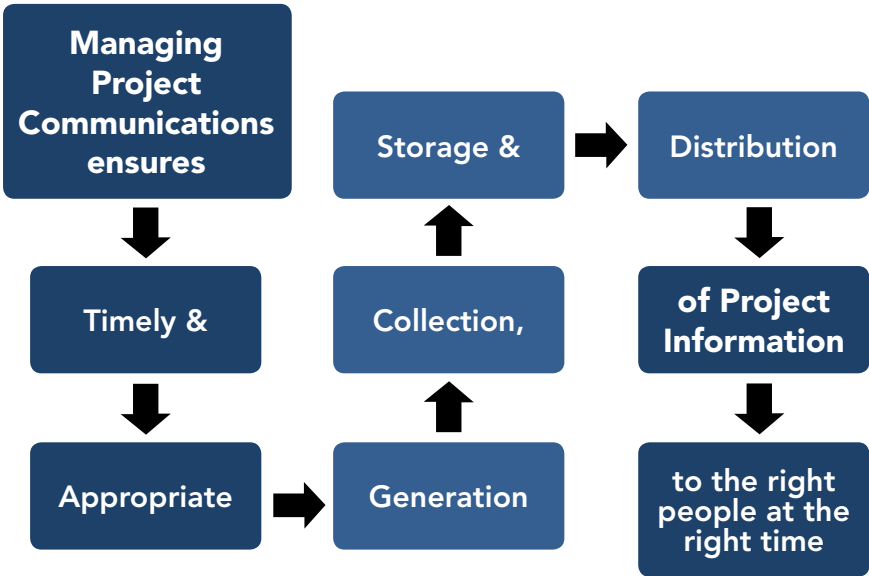 Managing
Project
Communications
ensures
Timely &
Appropriate
Generation
Collection,
Storage &
Distribution
of Project
Information
to the right
people at the
right time